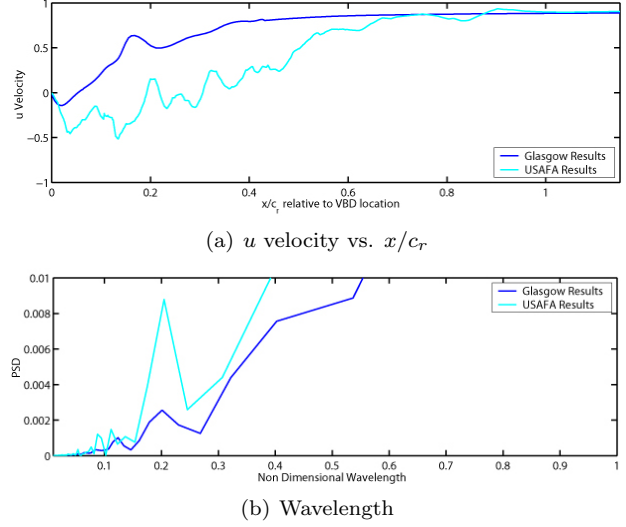 1
0.5
0
−0.5
−1
u Velocity
0
0.2
0.4
0.6
0.8
1
x/c_r relative to VBD location
Glasgow Results
USAFA Results
(a) u velocity vs. x/c_r
0.01
0.008
0.006
0.004
0.002
PSD
0.1
0.2
0.3
0.4
0.5
0.6
0.7
0.8
0.9
1
Non Dimensional Wavelength
Glasgow Results
USAFA Results
(b) Wavelength